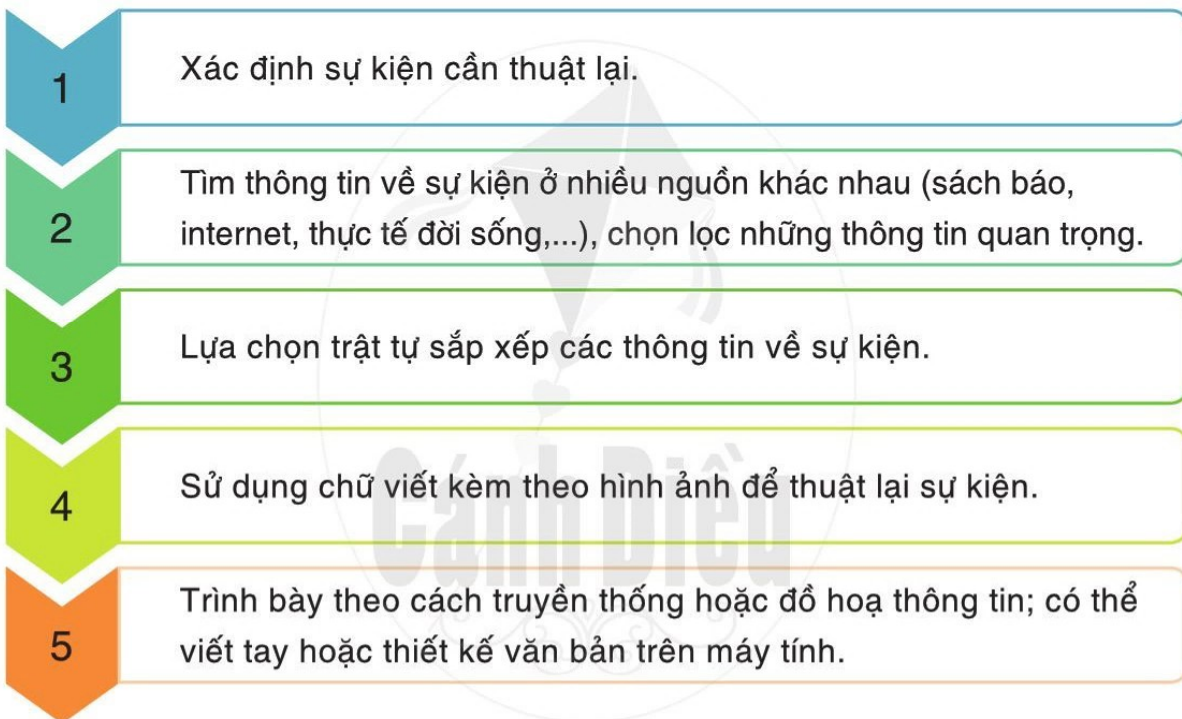 1
Xác định sự kiện cần thuật lại.
2
Tìm thông tin về sự kiện ở nhiều nguồn khác nhau (sách báo,
internet, thực tế đời sống,...), chọn lọc những thông tin quan trọng.
3
Lựa chọn trật tự sắp xếp các thông tin về sự kiện.
4
Sử dụng chữ viết kèm theo hình ảnh để thuật lại sự kiện.
Cánh Diều
5
Trình bày theo cách truyền thống hoặc đồ hoạ thông tin; có thể
viết tay hoặc thiết kế văn bản trên máy tính.